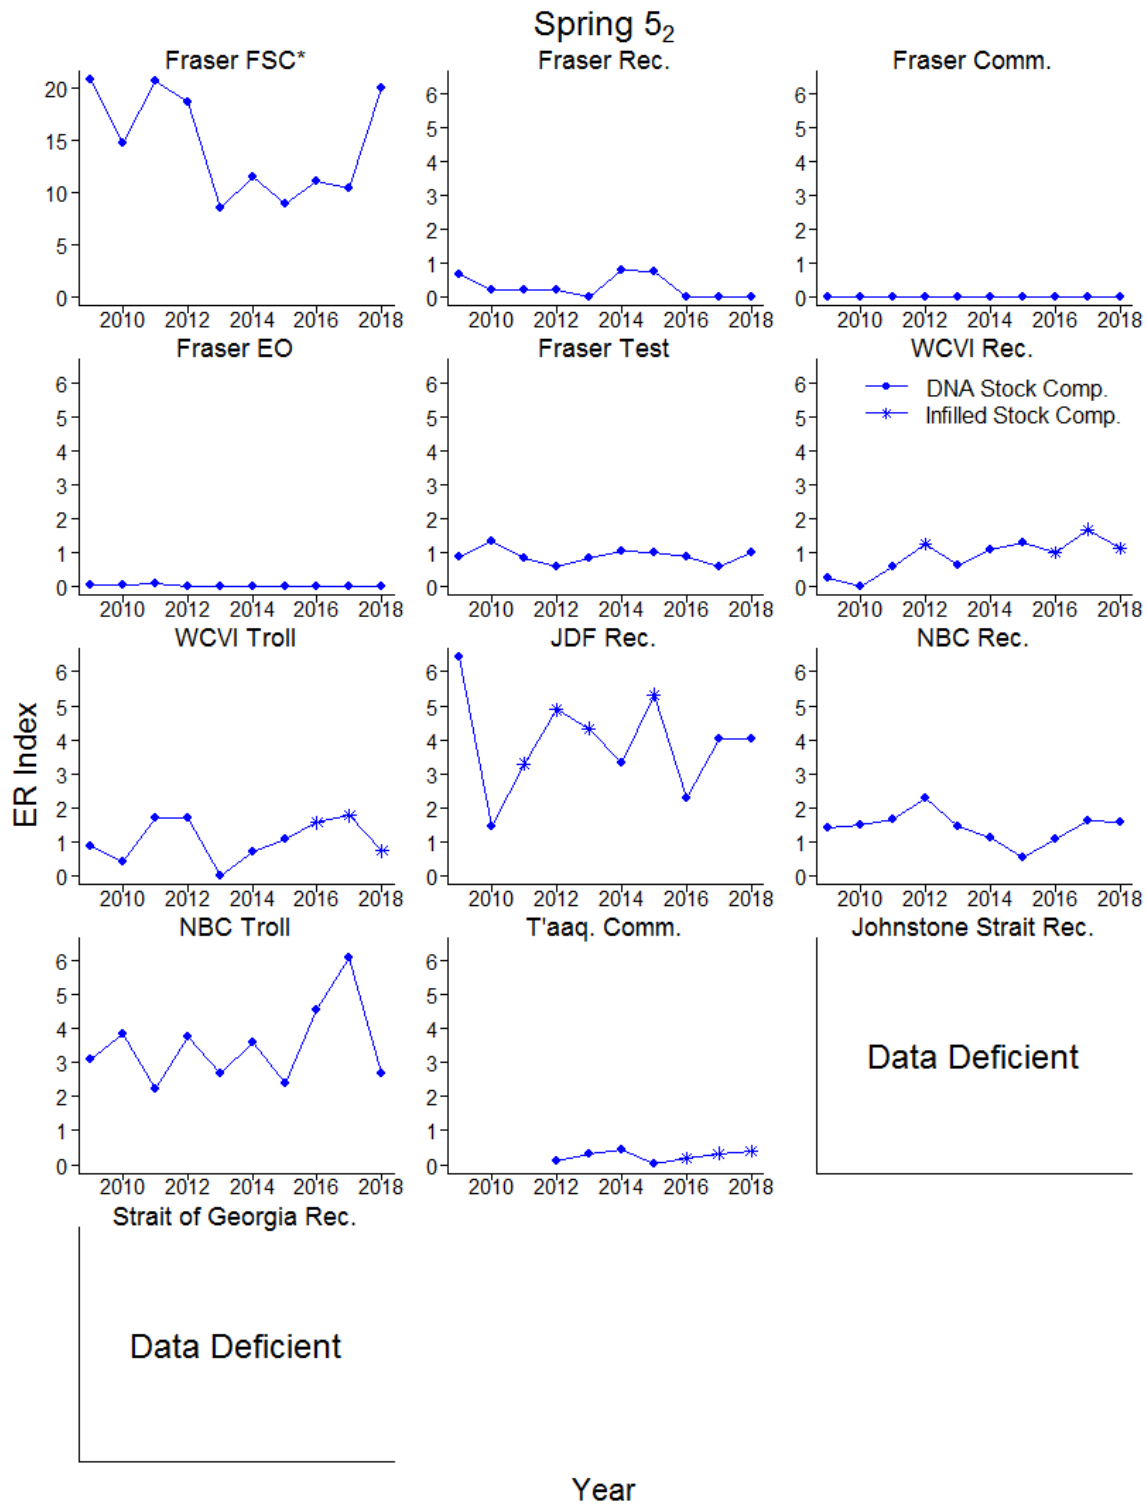 Spring 5₂
Fraser FSC*
Fraser Rec.
Fraser Comm.
20
15
10
5
0
6
5
4
3
2
1
0
6
5
4
3
2
1
0
2010 2012 2014 2016 2018
2010 2012 2014 2016 2018
2010 2012 2014 2016 2018
Fraser EO
Fraser Test
WCVI Rec.
DNA Stock Comp.
Infilled Stock Comp.
6
5
4
3
2
1
0
6
5
4
3
2
1
0
6
5
4
3
2
1
0
2010 2012 2014 2016 2018
2010 2012 2014 2016 2018
2010 2012 2014 2016 2018
WCVI Troll
JDF Rec.
NBC Rec.
ER Index
6
5
4
3
2
1
0
6
5
4
3
2
1
0
6
5
4
3
2
1
0
2010 2012 2014 2016 2018
2010 2012 2014 2016 2018
2010 2012 2014 2016 2018
NBC Troll
T'aaq. Comm.
Johnstone Strait Rec.
6
5
4
3
2
1
0
6
5
4
3
2
1
0
Data Deficient
2010 2012 2014 2016 2018
2010 2012 2014 2016 2018
Strait of Georgia Rec.
Data Deficient
Year